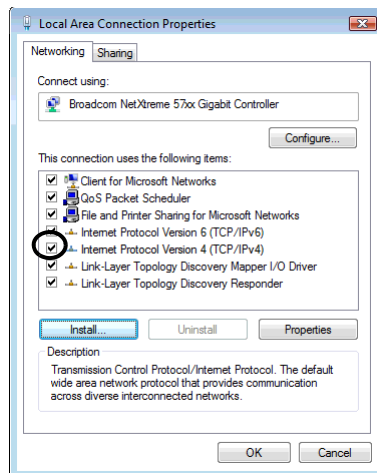 Local Area Connection Properties
Networking Sharing
Connect using:
Broadcom NetXtreme 57xx Gigabit Controller
Configure...
This connection uses the following items:
Client for Microsoft Networks
QoS Packet Scheduler
File and Printer Sharing for Microsoft Networks
Internet Protocol Version 6 (TCP/IPv6)
Internet Protocol Version 4 (TCP/IPv4)
Link-Layer Topology Discovery Mapper I/O Driver
Link-Layer Topology Discovery Responder
Install... Uninstall Properties
Description
Transmission Control Protocol/Internet Protocol. The default
wide area network protocol that provides communication
across diverse interconnected networks.
OK Cancel